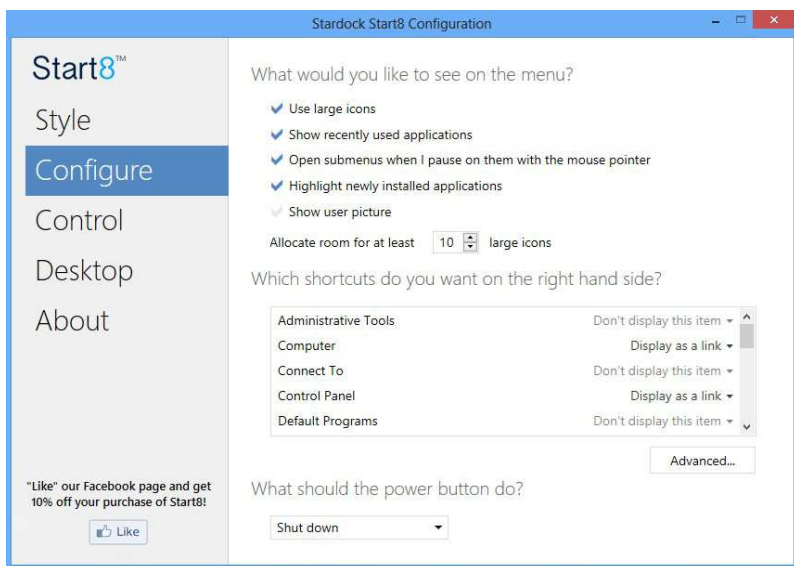 Stardock Start8 Configuration
Start8™
Style
Configure
Control
Desktop
About
"Like" our Facebook page and get
10% off your purchase of Start8!
Like
What would you like to see on the menu?
Use large icons
Show recently used applications
Open submenus when I pause on them with the mouse pointer
Highlight newly installed applications
Show user picture
Allocate room for at least 10 large icons
Which shortcuts do you want on the right hand side?
Administrative Tools Don't display this item
Computer Display as a link
Connect To Don't display this item
Control Panel Display as a link
Default Programs Don't display this item
Advanced...
What should the power button do?
Shut down